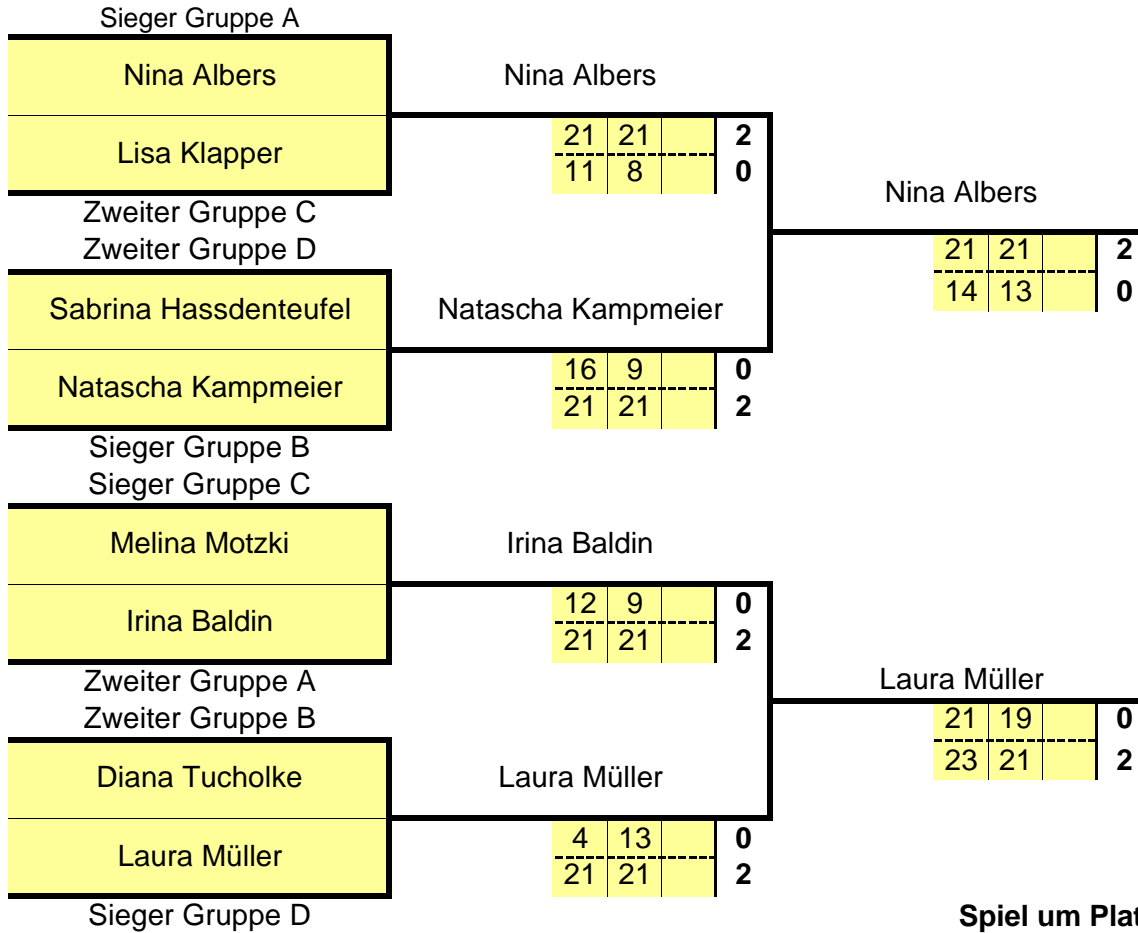 Sieger Gruppe A
Nina Albers
Nina Albers
21 21 2
Lisa Klapper
11 8 0
Nina Albers
Zweiter Gruppe C
Zweiter Gruppe D
21 21 2
14 13 0
Sabrina Hassdenteufel
Natascha Kampmeier
16 9 0
Natascha Kampmeier
21 21 2
Sieger Gruppe B
Sieger Gruppe C
Melina Motzki
Irina Baldin
12 9 0
Irina Baldin
21 21 2
Zweiter Gruppe A
Laura Müller
Zweiter Gruppe B
21 19 0
23 21 2
Diana Tucholke
Laura Müller
4 13 0
Laura Müller
21 21 2
Sieger Gruppe D
Spiel um Plat